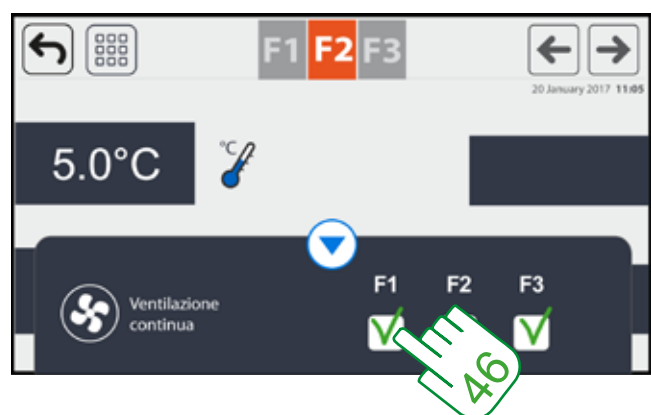 F1 F2 F3
20 January 2017 11:05
5.0°C
°C
F1 F2 F3
Ventilazione
continua
46